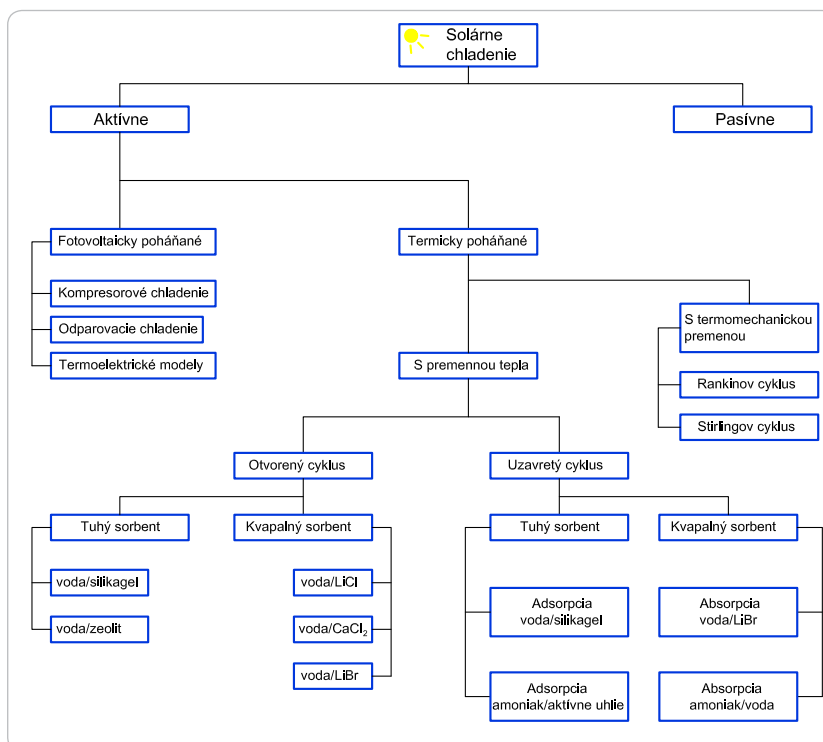 Solárne
chladenie
Aktívne
Pasívne
Fotovoltaicky poháňané
Termicky poháňané
Kompresorové chladenie
Odparovacie chladenie
Termoelektrické modely
S termomechanickou
premenou
S premennou tepla
Rankinov cyklus
Stirlingov cyklus
Otvorený cyklus
Uzavretý cyklus
Tuhý sorbent
Kvapalný sorbent
Tuhý sorbent
Kvapalný sorbent
voda/silikagel
voda/zeolit
voda/LiCl
voda/CaCl₂
voda/LiBr
Adsorpcia
voda/silikagel
Absorpcia
voda/LiBr
Adsorpcia
amoniak/aktívne uhlie
Absorpcia
amoniak/voda